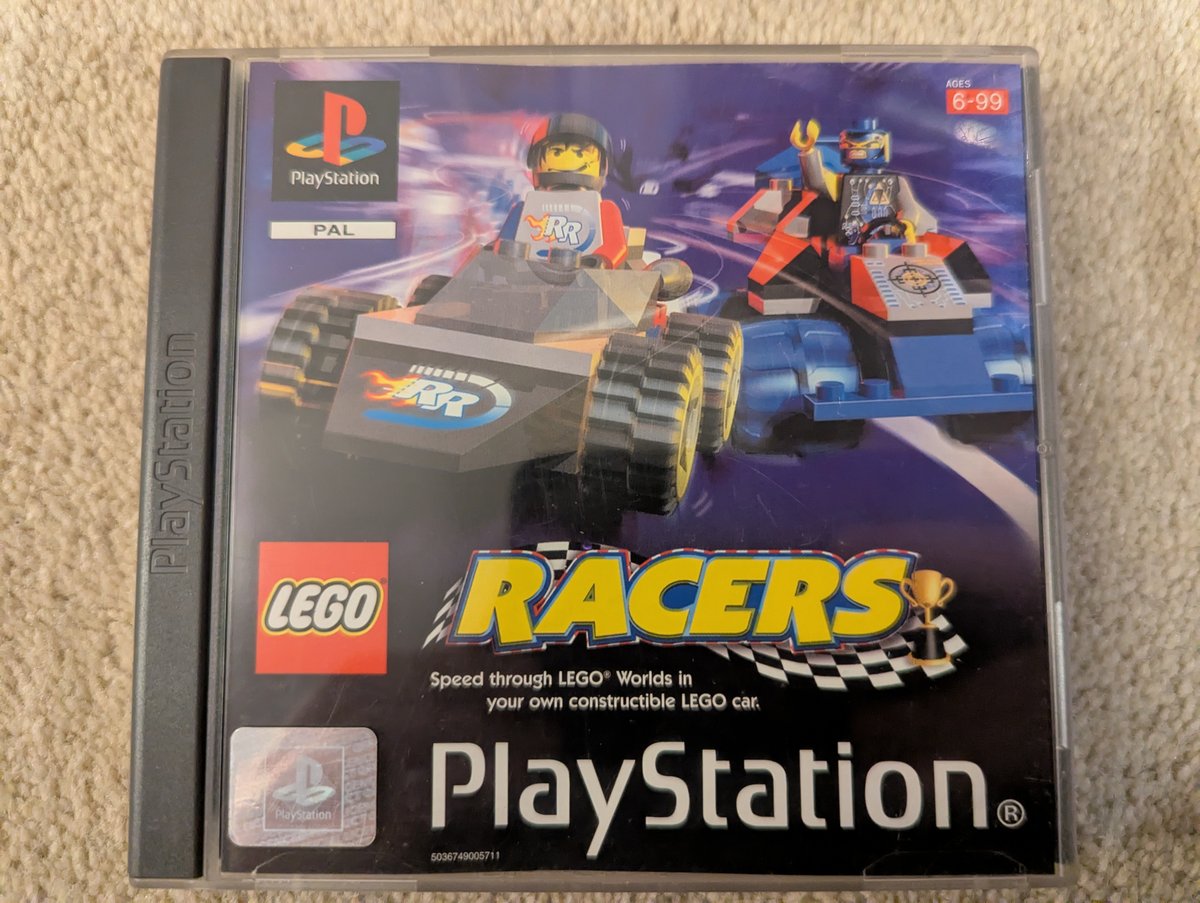 PlayStation
PlayStation
PAL
AGES
6-99
RR
RR
LEGO®
RACERS
Speed through LEGO® Worlds in
your own constructible LEGO car.
PlayStation
PlayStation®
5036749005711